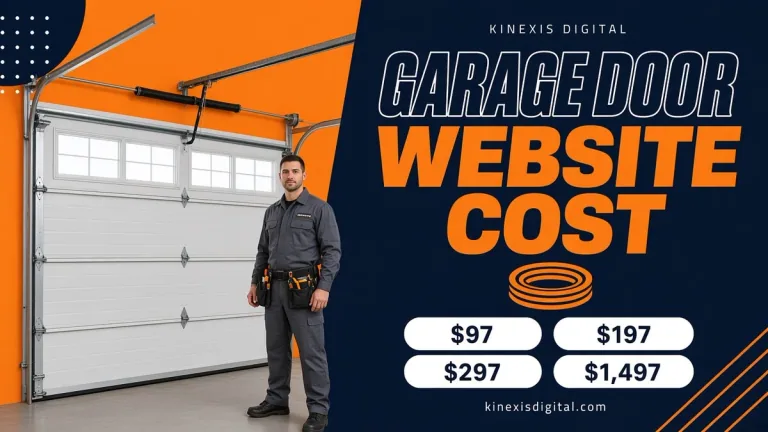 KINEXIS DIGITAL
GARAGE DOOR
WEBSITE
COST
$97
$197
$297
$1,497
kinexisdigital.com